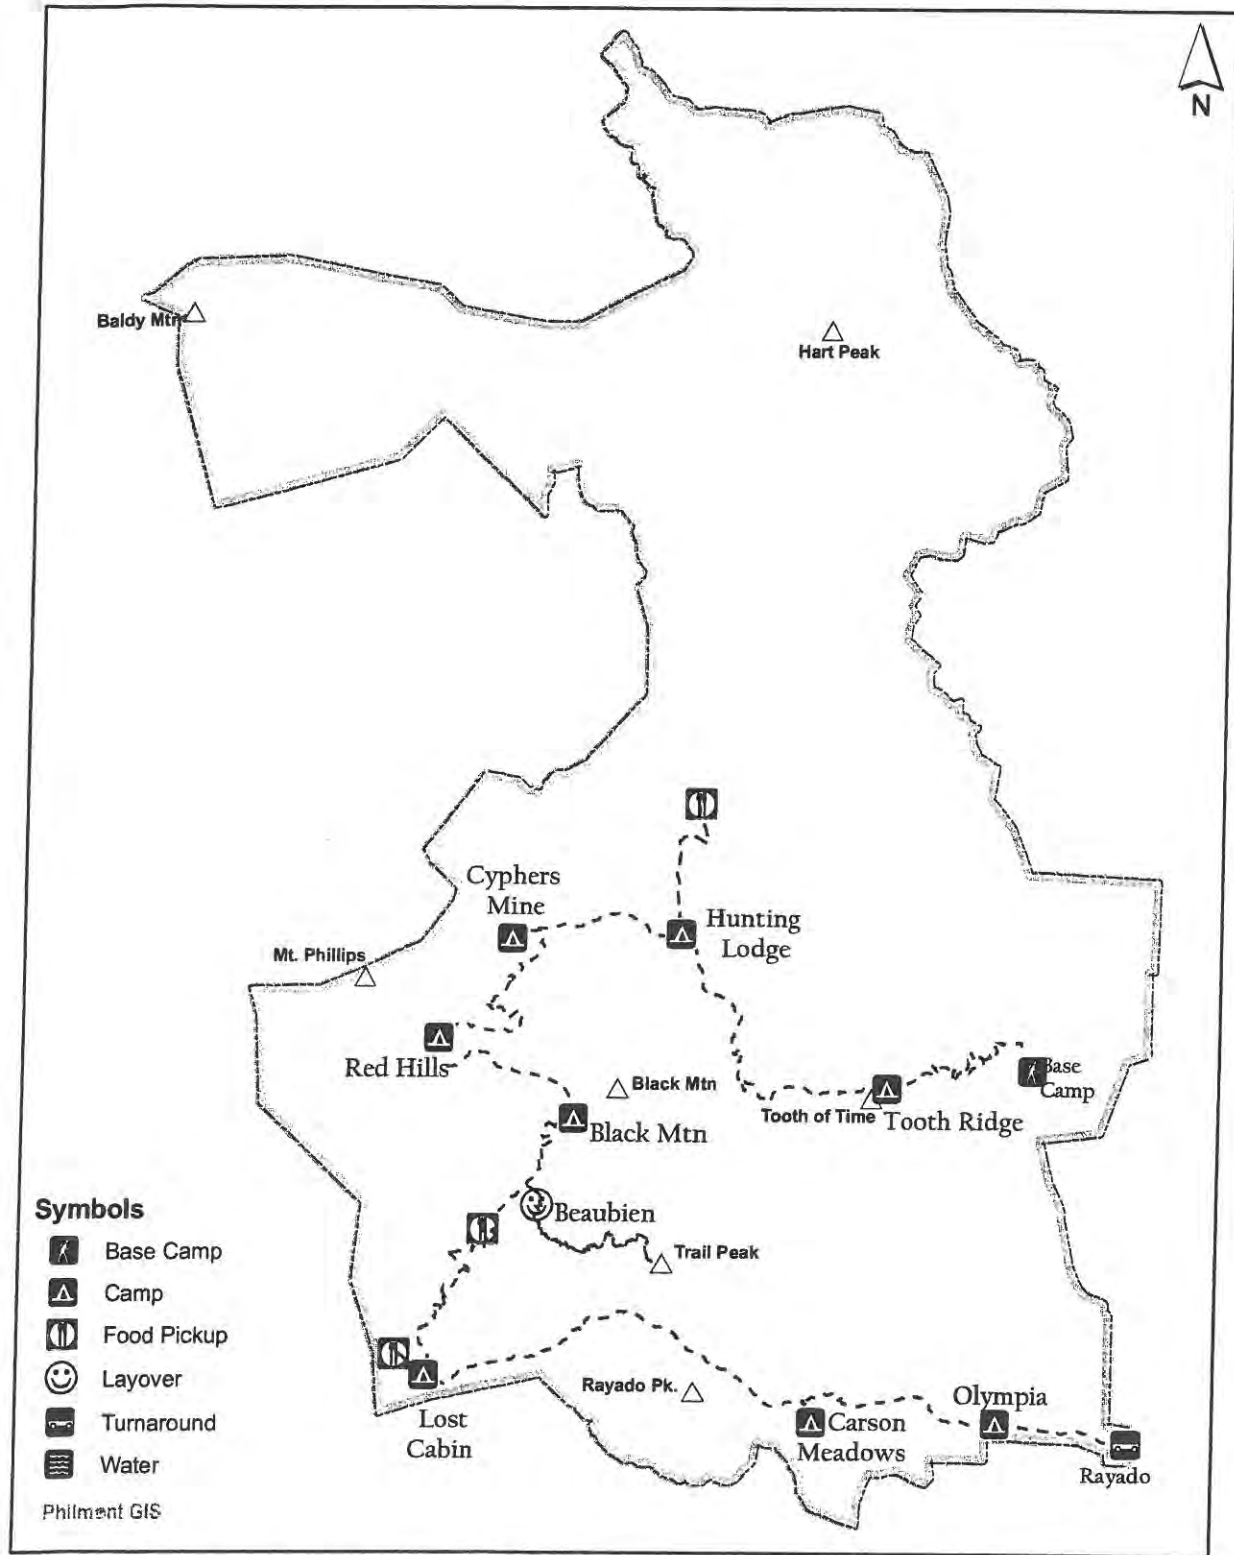 N
Baldy Mtn
Hart Peak
Cyphers
Mine
Hunting
Lodge
Mt. Phillips
Red Hills
Black Mtn
Base
Camp
Tooth of Time
Tooth Ridge
Black Mtn
Beaubien
Trail Peak
Rayado Pk.
Olympia
Lost
Cabin
Carson
Meadows
Rayado
Symbols
Base Camp
Camp
Food Pickup
Layover
Turnaround
Water
Philmont GIS